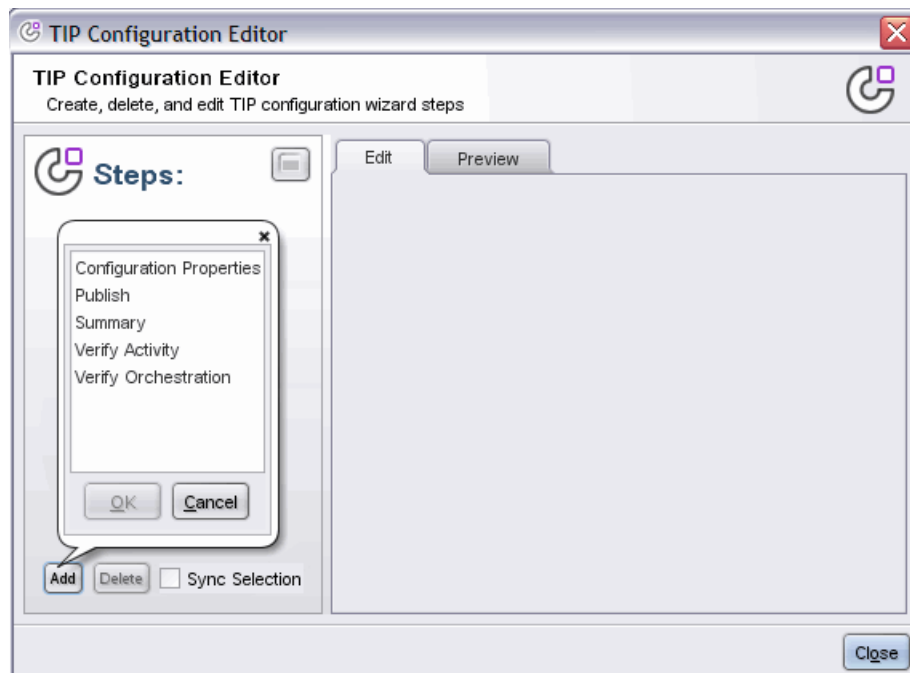 TIP Configuration Editor
TIP Configuration Editor
Create, delete, and edit TIP configuration wizard steps
Steps:
Edit Preview
Configuration Properties
Publish
Summary
Verify Activity
Verify Orchestration
OK Cancel
Add Delete Sync Selection
Close